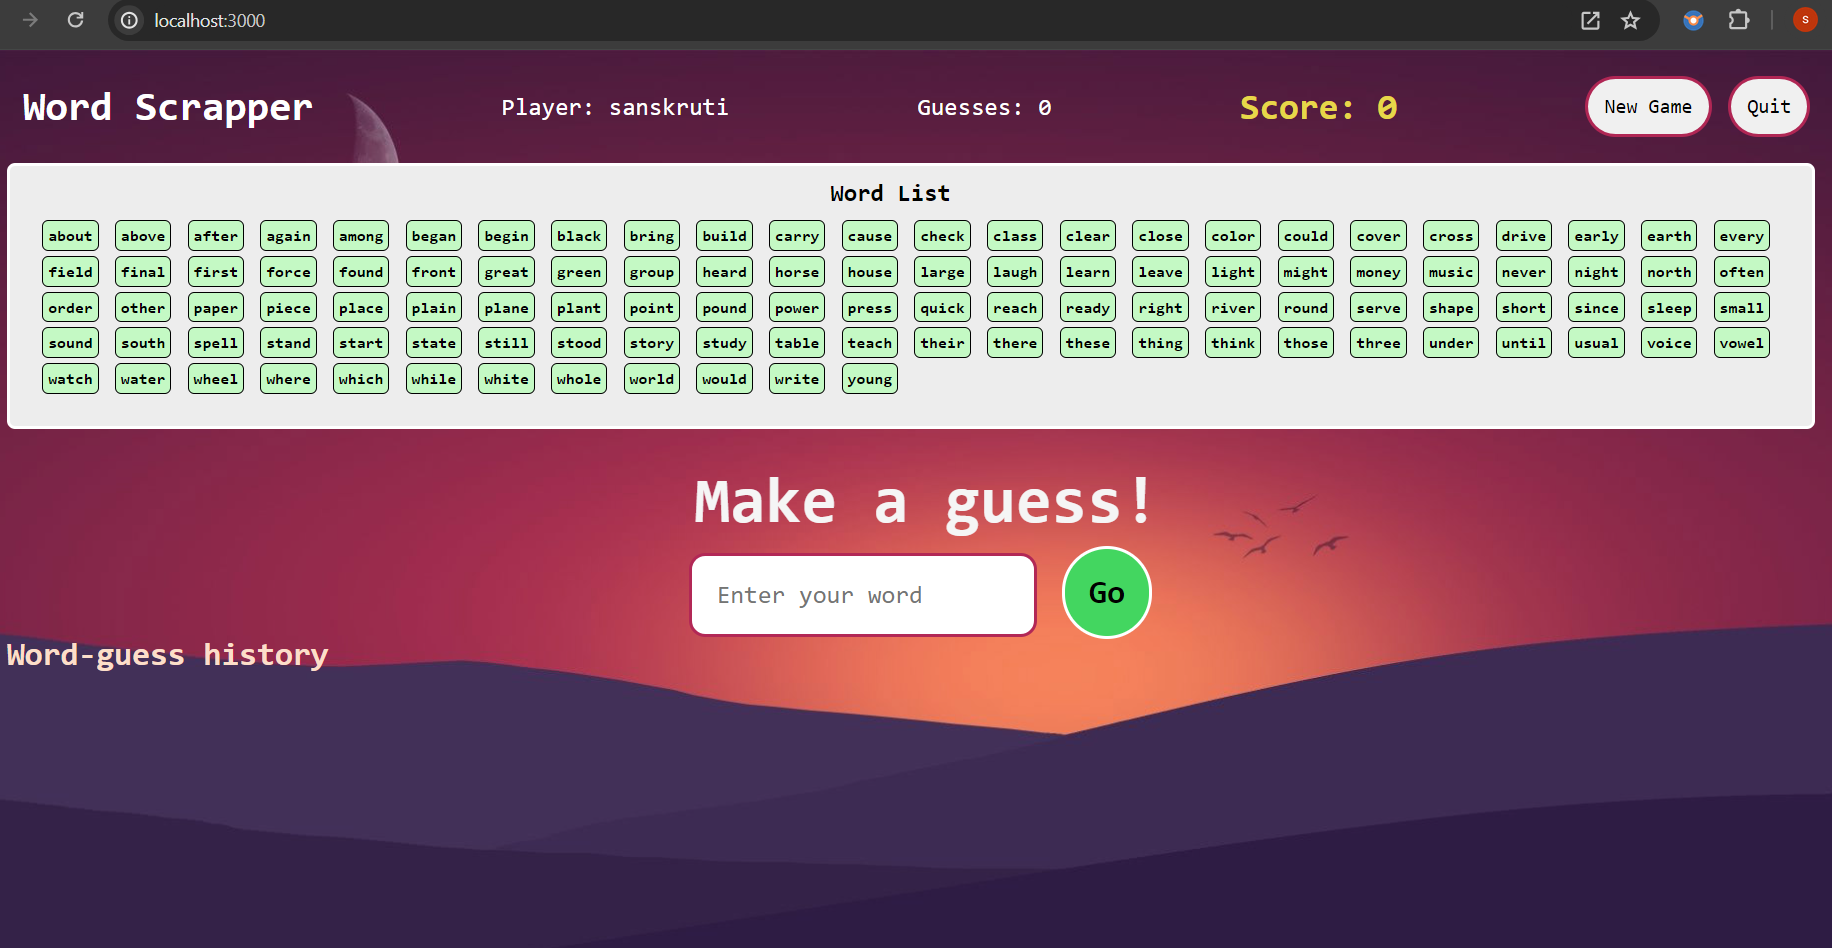 localhost:3000
S
Word Scrapper Player: sanskruti Guesses: 0 Score: 0 New Game Quit
Word List
about above after again among began begin black bring build carry cause check class clear close color could cover cross drive early earth every
field final first force found front great green group heard horse house large laugh learn leave light might money music never night north often
order other paper piece place plain plane plant point pound power press quick reach ready right river round serve shape short since sleep small
sound south spell stand start state still stood story study table teach their there these thing think those three under until usual voice vowel
watch water wheel where which while white whole world would write young
Make a guess!
Enter your word Go
Word-guess history